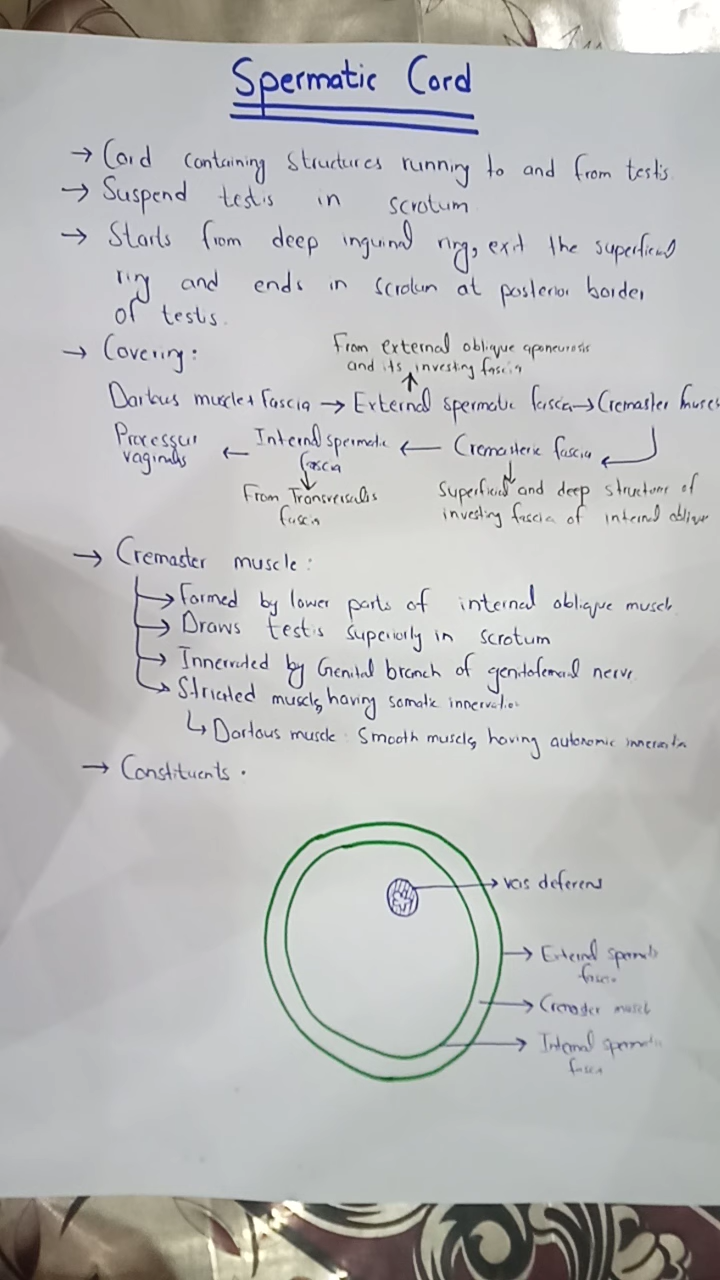 Spermatic Cord
→ Cord containing structures running to and from testis.
→ Suspend testis in scrotum
→ Starts from deep inguinal ring, exit the superficial
ring and ends in scrotum at posterior border
of testis.
→ Covering:
From external oblique aponeurosis
and its investing fascia
Dartous muscle+ Fascia → External spermatic fascia → Cremaster muscle
Processur vaginalis ← Internal spermatic fascia ← Cremasteric fascia
From Transversalis fascia
Superficial and deep structure of
investing fascia of internal oblique
→ Cremaster muscle:
→ Formed by lower parts of internal oblique muscle
→ Draws testis superiorly in scrotum
→ Innervated by Genital branch of genitofemoral nerve
→ Striated muscle, having somatic innervation
↳ Dartous muscle: Smooth muscle, having autonomic innervation
→ Constituents.
→ vas deferens
→ External spermatic
fascia
→ Cremaster muscle
→ Internal spermatic
fascia